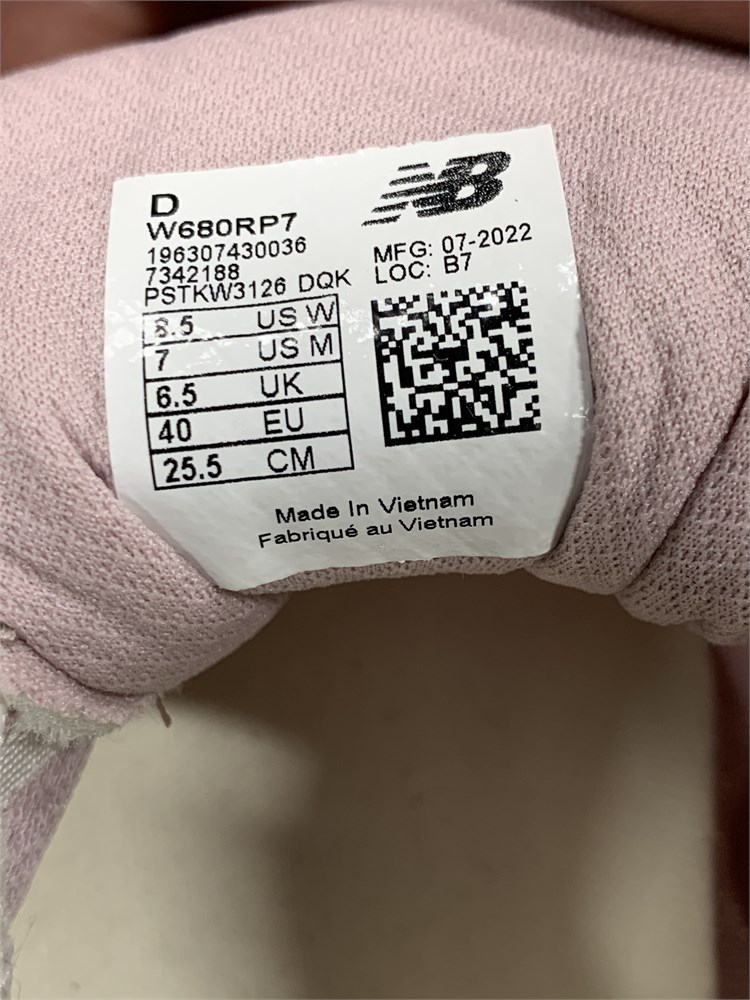 D
W680RP7
196307430036
7342188
PSTKW3126 DQK
8.5 US W
7 US M
6.5 UK
40 EU
25.5 CM
NB
MFG: 07-2022
LOC: B7
Made In Vietnam
Fabriqué au Vietnam